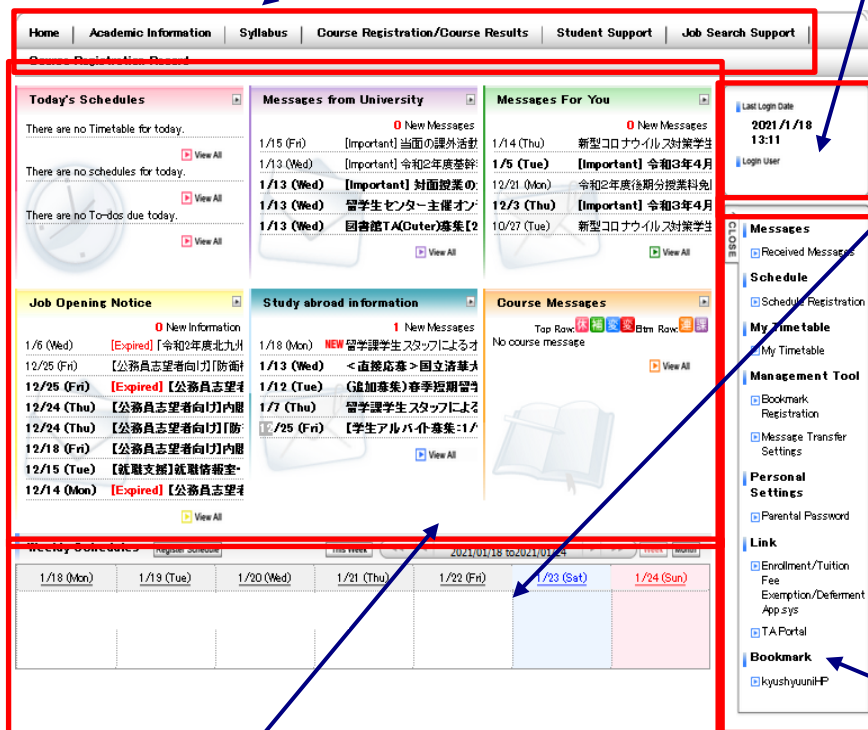 Home | Academic Information | Syllabus | Course Registration/Course Results | Student Support | Job Search Support |
Course Registration Record
Today's Schedules
There are no Timetable for today.
View All
There are no schedules for today.
View All
There are no To-dos due today.
View All
Messages from University
0 New Messages
1/15 (Fri) [Important] 当面の課外活動
1/13 (Wed) [Important] 令和2年度基幹
1/13 (Wed) [Important] 対面授業の
1/13 (Wed) 留学生センター主催オン
1/13 (Wed) 図書館TA(Cuter)募集【2
View All
Messages For You
0 New Messages
1/14 (Thu) 新型コロナウイルス対策学生
1/5 (Tue) [Important] 令和3年4月
12/21 (Mon) 令和2年度後期分授業料免
12/3 (Thu) [Important] 令和3年4月
10/27 (Tue) 新型コロナウイルス対策学生
View All
Job Opening Notice
0 New Information
1/6 (Wed) [Expired]「令和2年度北九州
12/25 (Fri) 【公務員志望者向け】「防衛
12/25 (Fri) [Expired]【公務員志望者
12/24 (Thu) 【公務員志望者向け】内閣
12/24 (Thu) 【公務員志望者向け】「防
12/18 (Fri) 【公務員志望者向け】内閣
12/15 (Tue) 【就職支援】就職情報室・
12/14 (Mon) [Expired]【公務員志望者
View All
Study abroad information
1 New Messages
1/18 (Mon) NEW 留学課学生スタッフによるオ
1/13 (Wed) <直接応募>国立清華大
1/12 (Tue) (追加募集)春季短期留学
1/7 (Thu) 留学課学生スタッフによる
12/25 (Fri) 【学生アルバイト募集:1/
View All
Course Messages
Top Row: 休 補 変 変 Btm Row: 連 課
No course message
View All
Last Login Date
2021/1/18
13:11
Login User
CLOSE
Messages
Received Messages
Schedule
Schedule Registration
My Timetable
My Timetable
Management Tool
Bookmark
Registration
Message Transfer
Settings
Personal
Settings
Parental Password
Link
Enrollment/Tuition
Fee
Exemption/Deferment
App.sys
TA Portal
Bookmark
kyushyuuniHP
Weekly Schedules Register Schedule This Week << < 2021/01/18 to2021/01/24 > >> Week Month
1/18 (Mon) 1/19 (Tue) 1/20 (Wed) 1/21 (Thu) 1/22 (Fri) 1/23 (Sat) 1/24 (Sun)